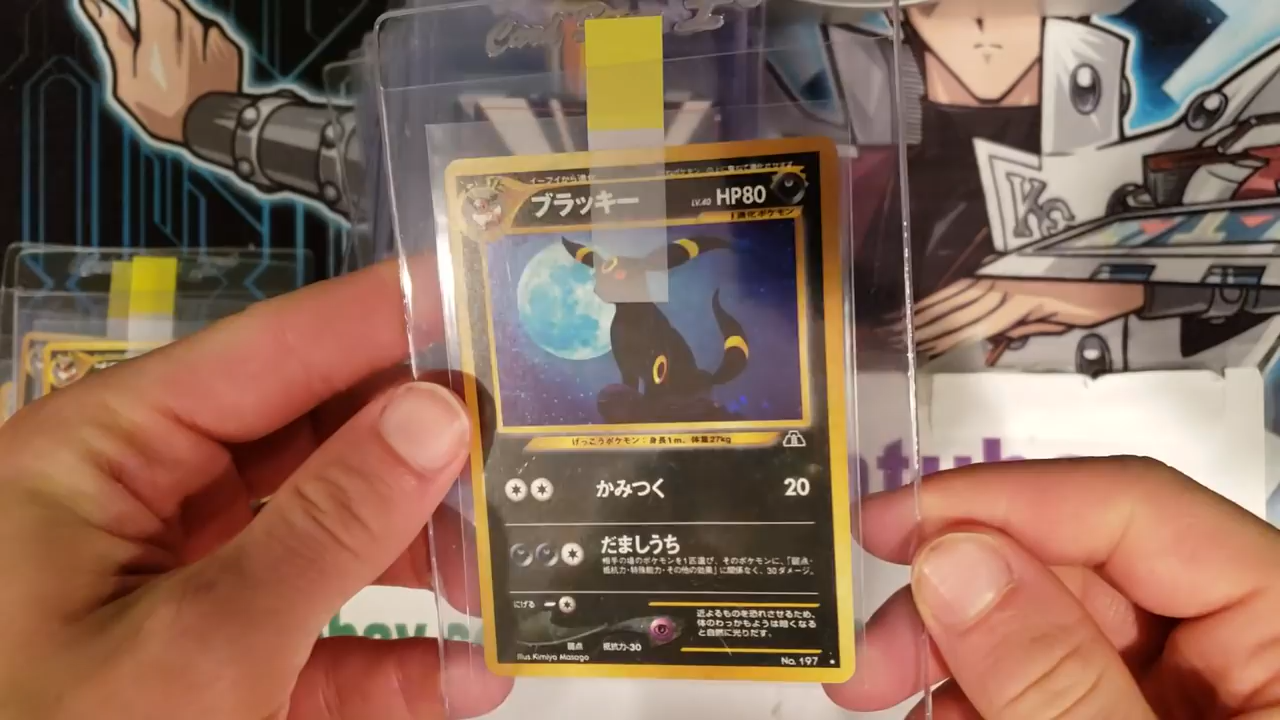 イーブイから進化
ブラッキー
LV.40 HP80
1進化ポケモン
げっこうポケモン：身長1m、体重27kg
かみつく 20
だましうち
相手の場のポケモンを1匹選び、そのポケモンに、「弱点・
抵抗力・特殊能力・その他の効果」に関係なく、30ダメージ。
にげる
近よるものを恐れさせるため、
体のわっかもようは暗くなると
自然に光りだす。
弱点 抵抗力-30
Illus.Kimiya Masago
No. 197